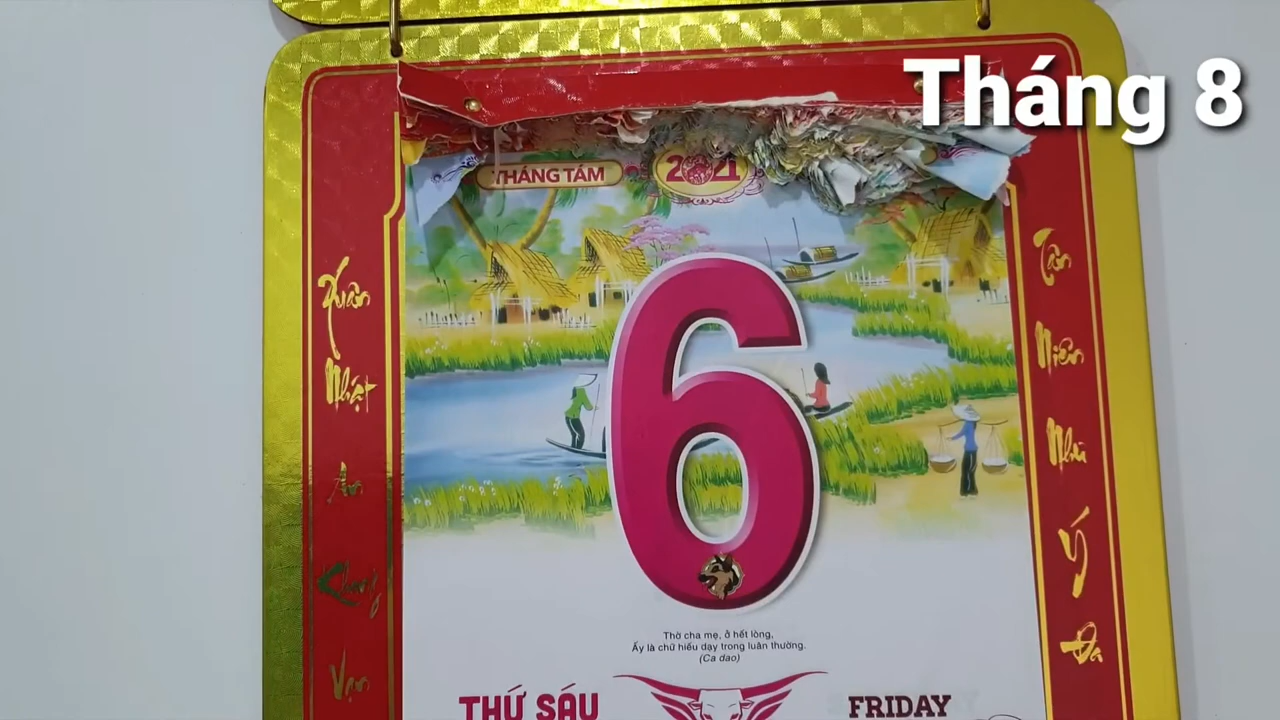 Tháng 8
THÁNG TÁM
2021
Xuân
Nhật
An
Khang
Vạn
Tân
Niên
Như
Ý
Đa
6
Thờ cha mẹ, ở hết lòng,
Ấy là chữ hiếu dạy trong luân thường.
(Ca dao)
THỨ SÁU
FRIDAY